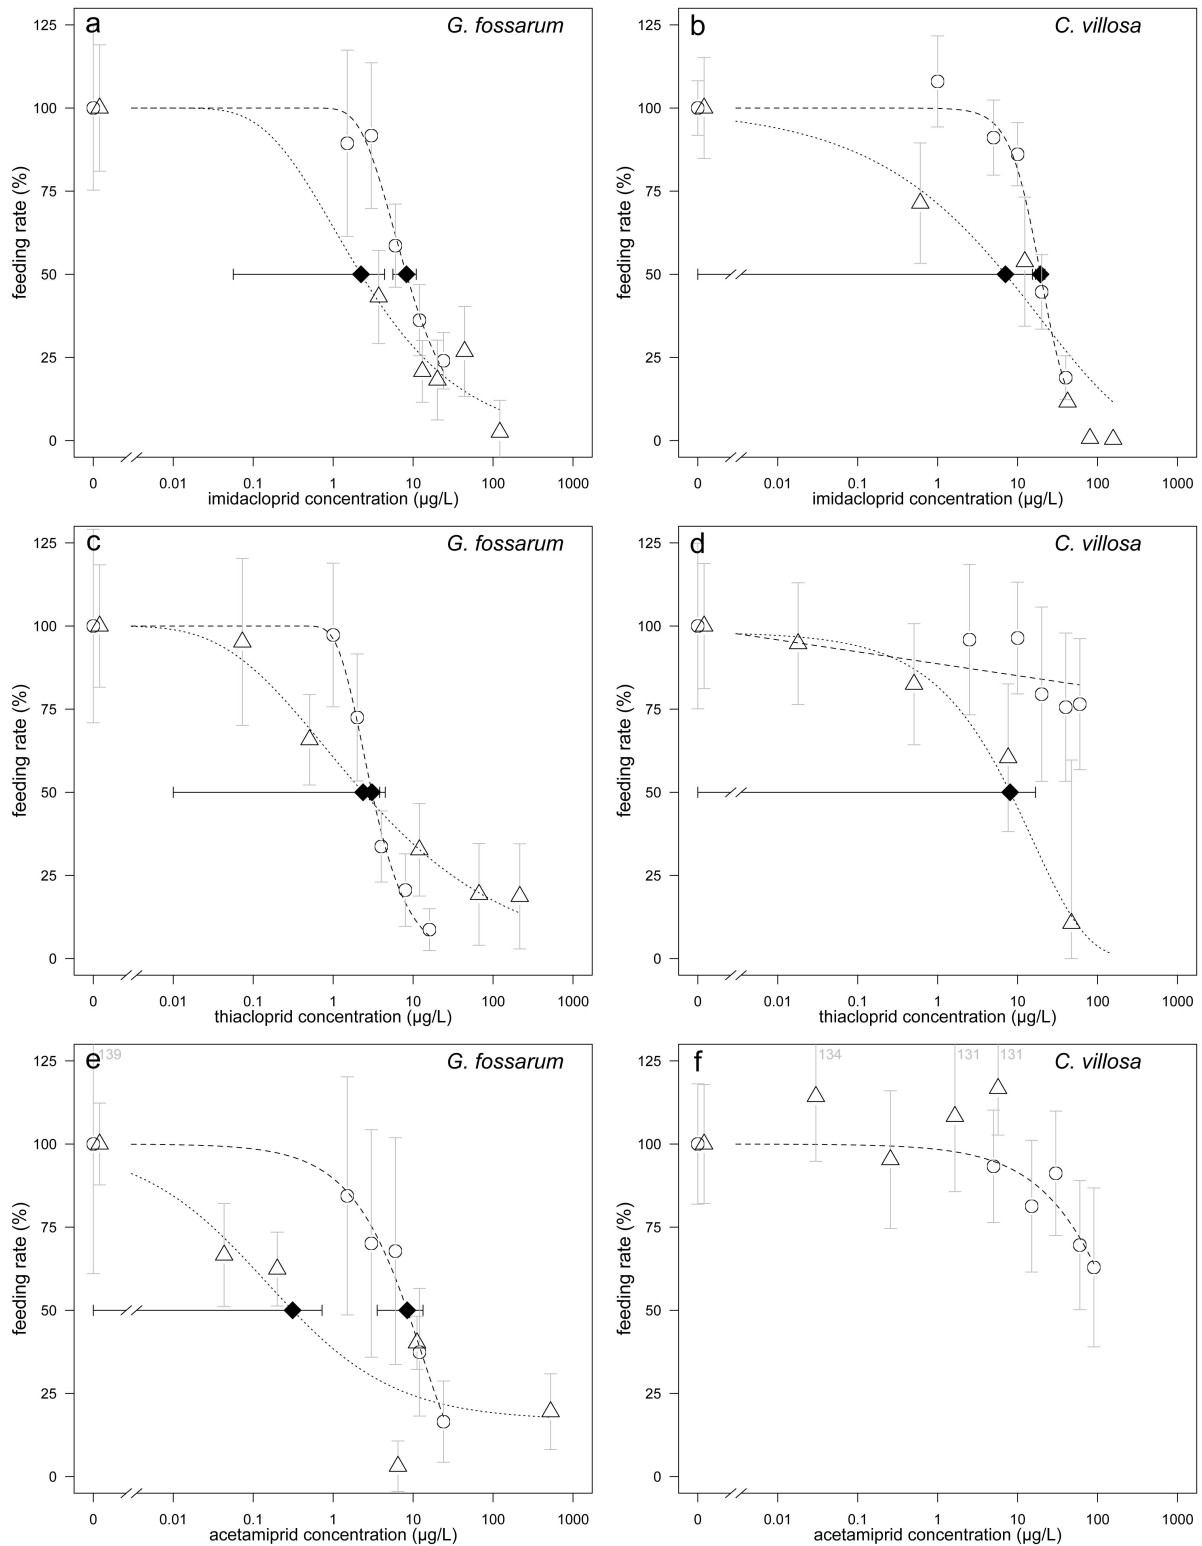 a
G. fossarum
125
100
75
50
25
0
feeding rate (%)
0 0.01 0.1 1 10 100 1000
imidacloprid concentration (µg/L)
b
C. villosa
125
100
75
50
25
0
feeding rate (%)
0 0.01 0.1 1 10 100 1000
imidacloprid concentration (µg/L)
c
G. fossarum
125
100
75
50
25
0
feeding rate (%)
0 0.01 0.1 1 10 100 1000
thiacloprid concentration (µg/L)
d
C. villosa
125
100
75
50
25
0
feeding rate (%)
0 0.01 0.1 1 10 100 1000
thiacloprid concentration (µg/L)
e
139
G. fossarum
125
100
75
50
25
0
feeding rate (%)
0 0.01 0.1 1 10 100 1000
acetamiprid concentration (µg/L)
f
134
131
131
C. villosa
125
100
75
50
25
0
feeding rate (%)
0 0.01 0.1 1 10 100 1000
acetamiprid concentration (µg/L)